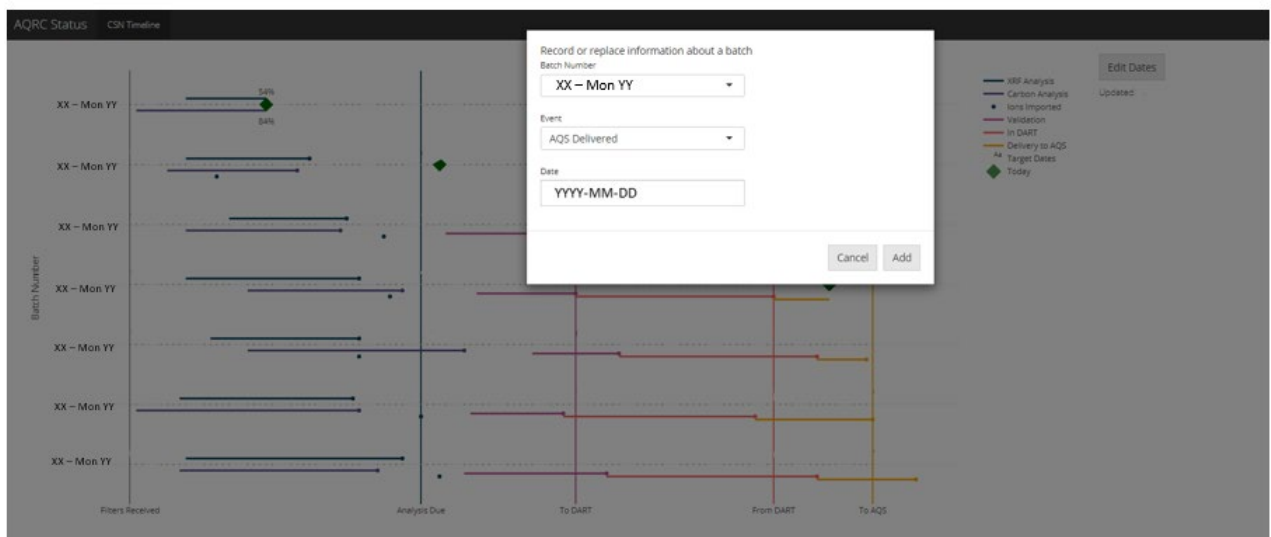 AQRC Status CSN Timeline
Record or replace information about a batch
Batch Number
XX – Mon YY
Event
AQS Delivered
Date
YYYY-MM-DD
Cancel Add
Edit Dates
Updated:
XRF Analysis
Carbon Analysis
Ions Imported
Validation
In DART
Delivery to AQS
Aa Target Dates
Today
54%
XX – Mon YY
84%
XX – Mon YY
XX – Mon YY
XX – Mon YY
XX – Mon YY
XX – Mon YY
XX – Mon YY
Batch Number
Filters Received Analysis Due To DART From DART To AQS